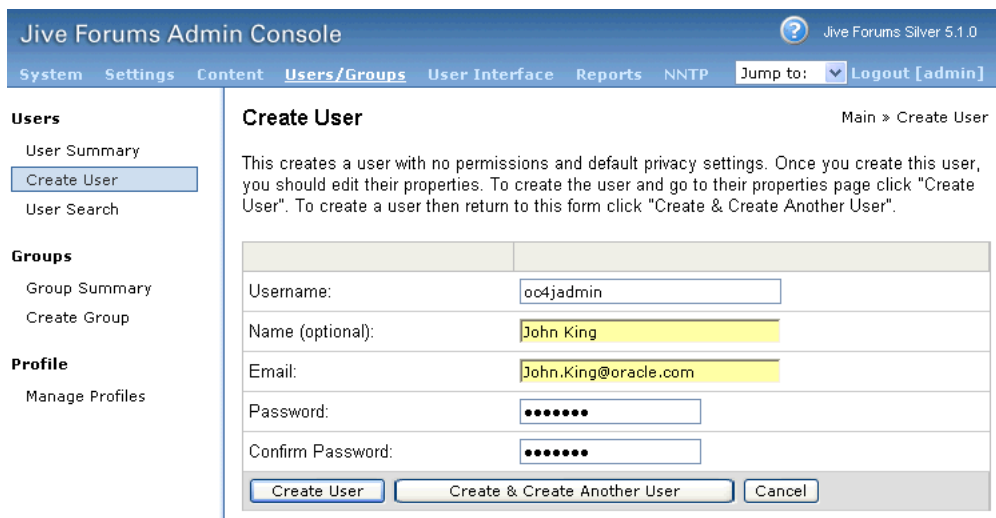 Jive Forums Admin Console
? Jive Forums Silver 5.1.0
System Settings Content Users/Groups User Interface Reports NNTP Jump to: Logout [admin]
Users
User Summary
Create User
User Search
Groups
Group Summary
Create Group
Profile
Manage Profiles
Create User
Main » Create User
This creates a user with no permissions and default privacy settings. Once you create this user,
you should edit their properties. To create the user and go to their properties page click "Create
User". To create a user then return to this form click "Create & Create Another User".
Username: oc4jadmin
Name (optional): John King
Email: John.King@oracle.com
Password: •••••••
Confirm Password: •••••••
Create User Create & Create Another User Cancel